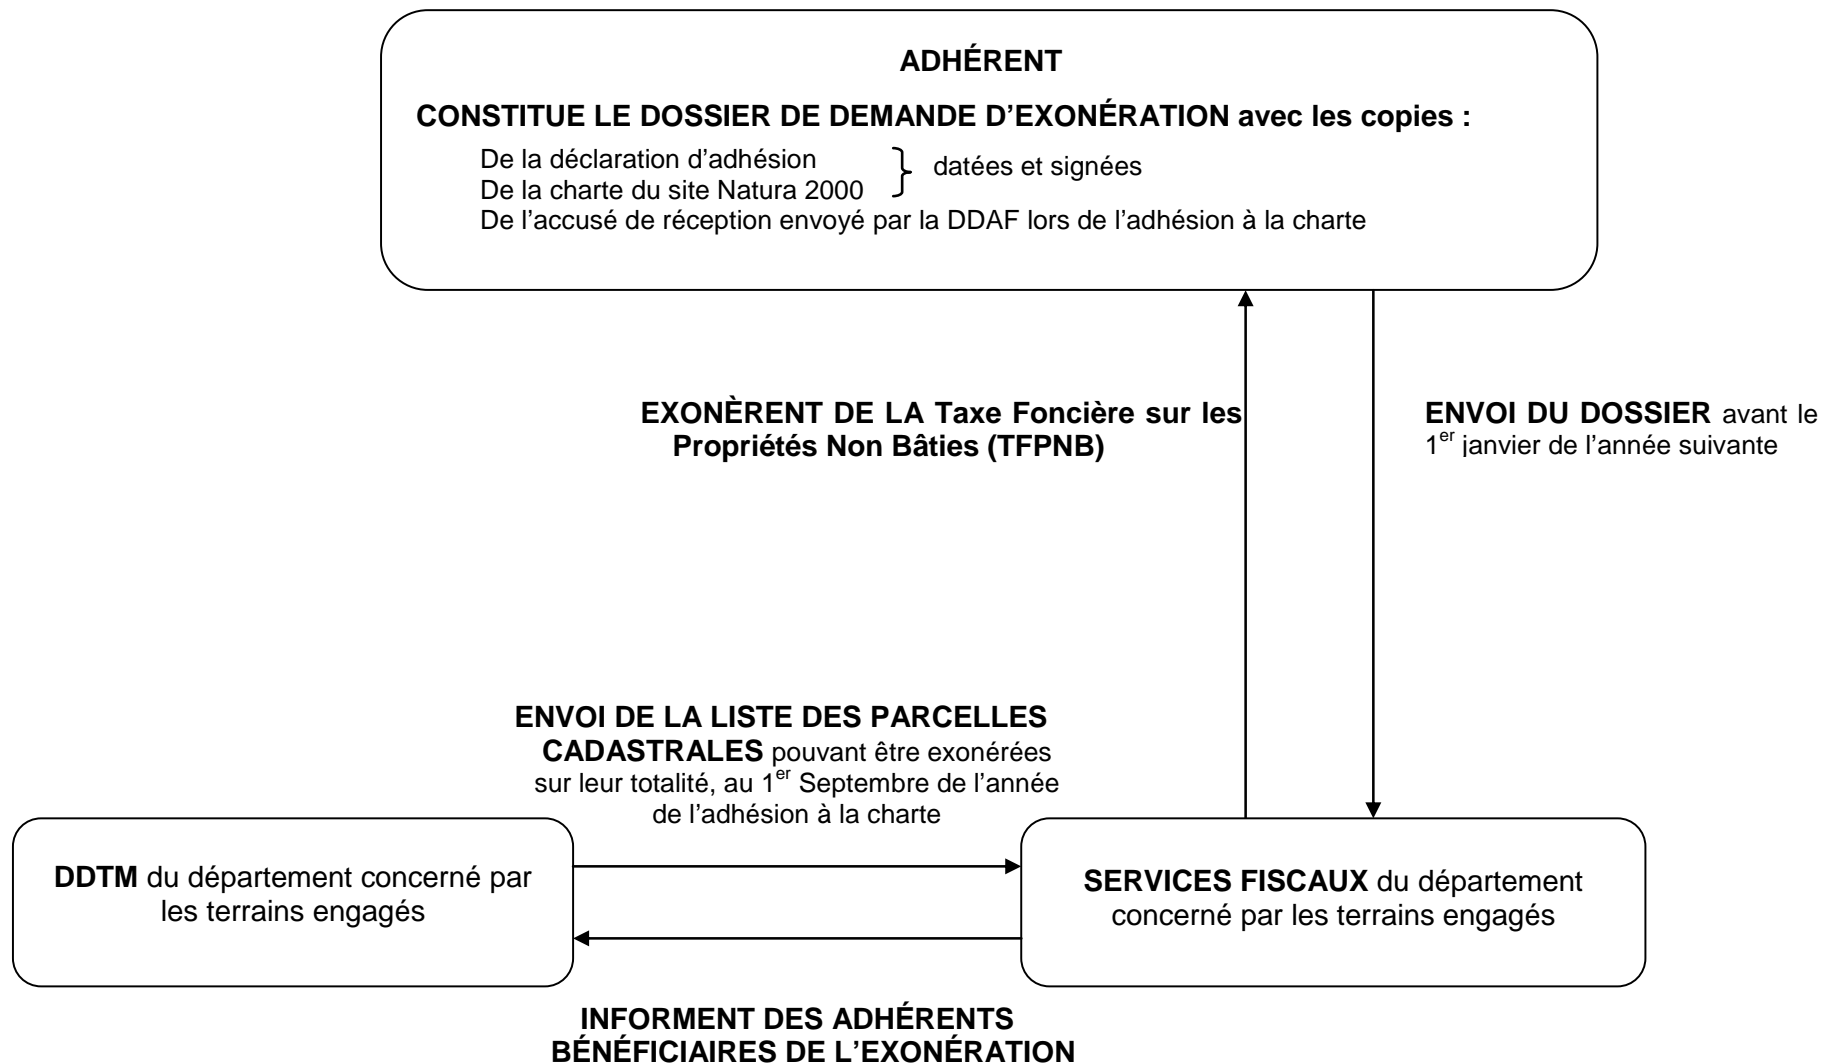 ADHÉRENT
CONSTITUE LE DOSSIER DE DEMANDE D’EXONÉRATION avec les copies :
De la déclaration d’adhésion
De la charte du site Natura 2000
datées et signées
De l’accusé de réception envoyé par la DDAF lors de l’adhésion à la charte
EXONÈRENT DE LA Taxe Foncière sur les
Propriétés Non Bâties (TFPNB)
ENVOI DU DOSSIER avant le
1er janvier de l’année suivante
ENVOI DE LA LISTE DES PARCELLES
CADASTRALES pouvant être exonérées
sur leur totalité, au 1er Septembre de l’année
de l’adhésion à la charte
DDTM du département concerné par
les terrains engagés
SERVICES FISCAUX du département
concerné par les terrains engagés
INFORMENT DES ADHÉRENTS
BÉNÉFICIAIRES DE L’EXONÉRATION